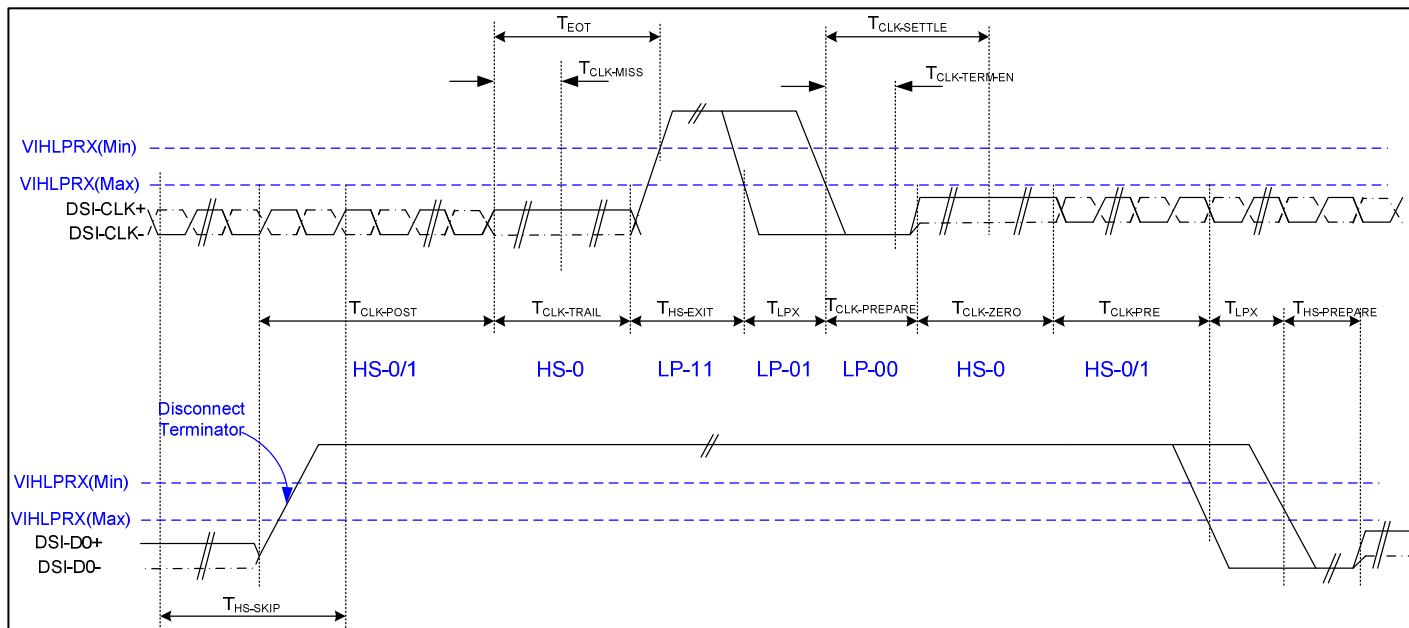 TEOT
TCLK-SETTLE
TCLK-MISS
TCLK-TERM-EN
VIHLPRX(Min)
VIHLPRX(Max)
DSI-CLK+
DSI-CLK-
TCLK-POST
TCLK-TRAIL
THS-EXIT
TLPX
TCLK-PREPARE
TCLK-ZERO
TCLK-PRE
TLPX
THS-PREPARE
HS-0/1
HS-0
LP-11
LP-01
LP-00
HS-0
HS-0/1
Disconnect
Terminator
VIHLPRX(Min)
VIHLPRX(Max)
DSI-D0+
DSI-D0-
THS-SKIP